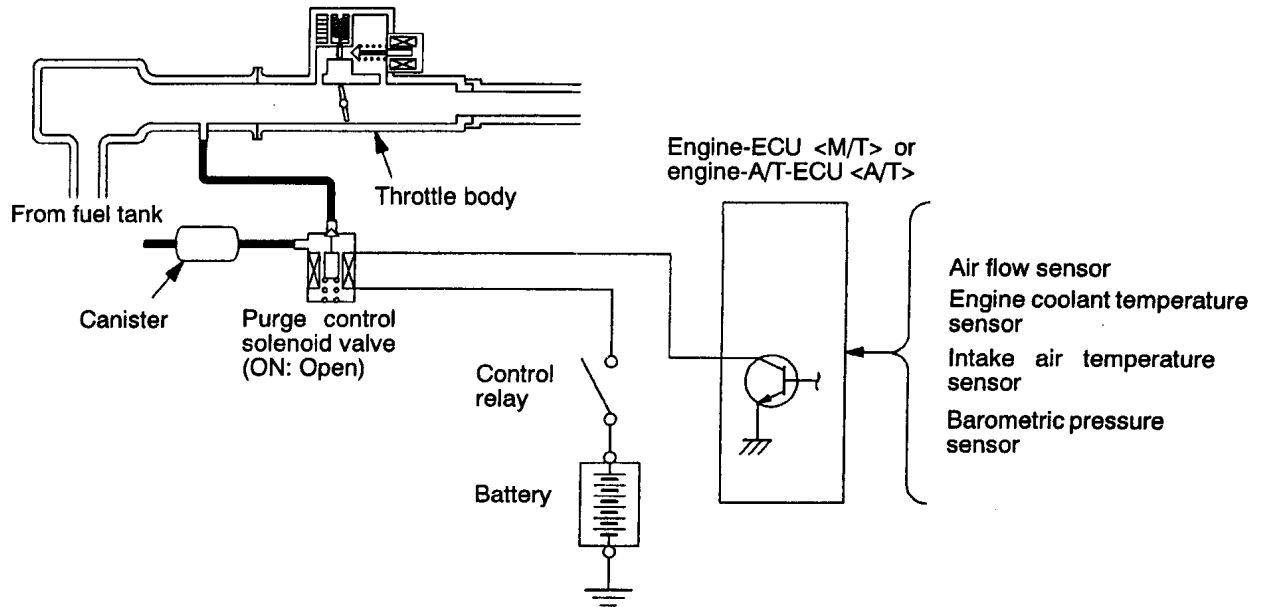 Engine-ECU <M/T> or
engine-A/T-ECU <A/T>
Throttle body
From fuel tank
Canister
Purge control
solenoid valve
(ON: Open)
Control
relay
Battery
Air flow sensor
Engine coolant temperature
sensor
Intake air temperature
sensor
Barometric pressure
sensor